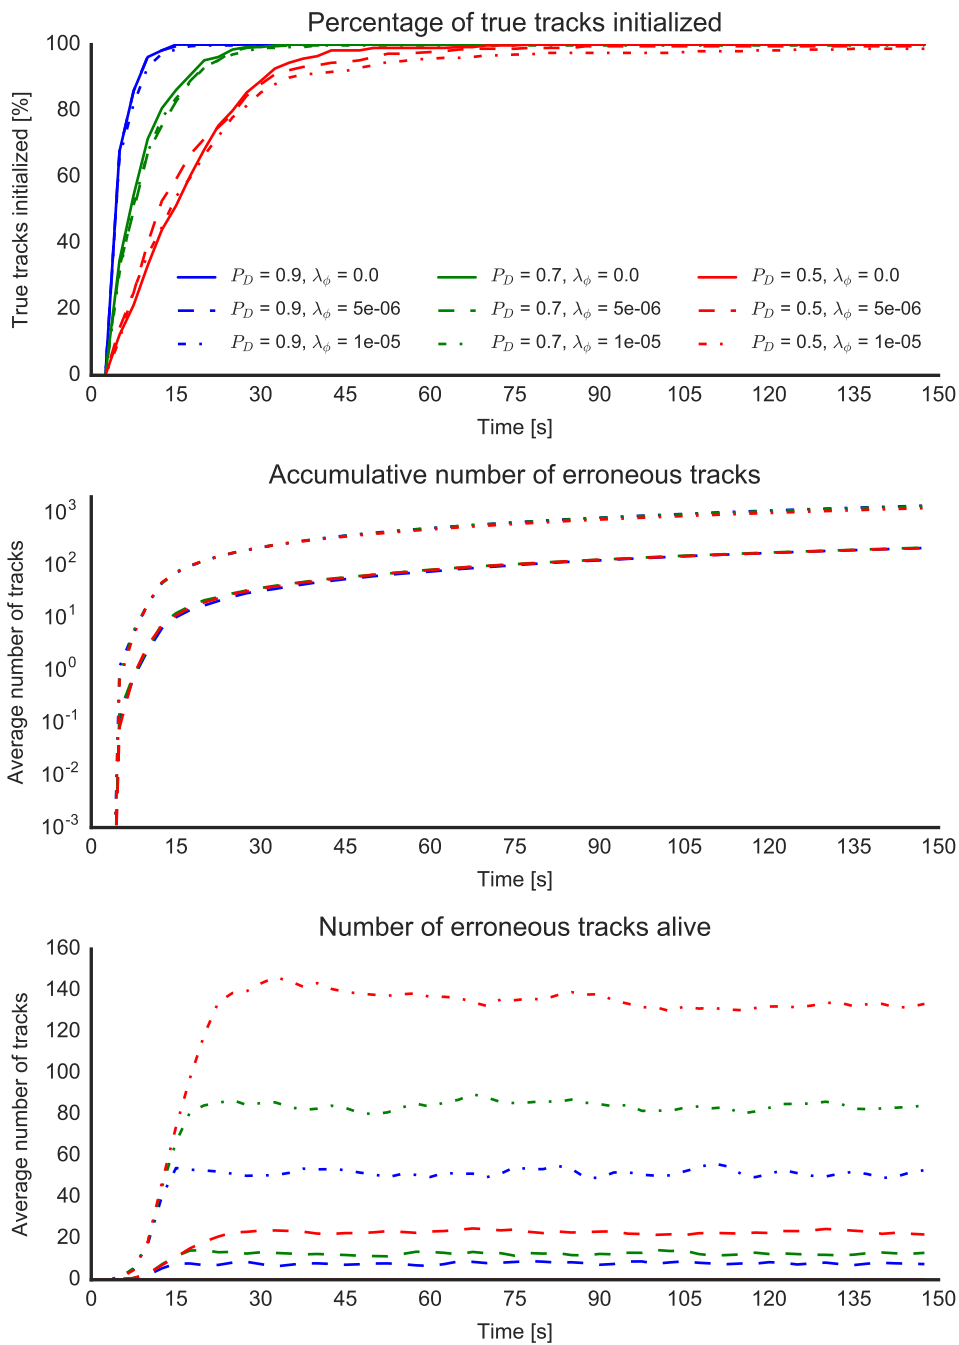 Percentage of true tracks initialized
True tracks initialized [%]
100
80
60
40
20
0
P_D = 0.9, λ_ϕ = 0.0
P_D = 0.7, λ_ϕ = 0.0
P_D = 0.5, λ_ϕ = 0.0
P_D = 0.9, λ_ϕ = 5e-06
P_D = 0.7, λ_ϕ = 5e-06
P_D = 0.5, λ_ϕ = 5e-06
P_D = 0.9, λ_ϕ = 1e-05
P_D = 0.7, λ_ϕ = 1e-05
P_D = 0.5, λ_ϕ = 1e-05
0 15 30 45 60 75 90 105 120 135 150
Time [s]
Accumulative number of erroneous tracks
Average number of tracks
10^3
10^2
10^1
10^0
10^-1
10^-2
10^-3
0 15 30 45 60 75 90 105 120 135 150
Time [s]
Number of erroneous tracks alive
Average number of tracks
160
140
120
100
80
60
40
20
0
0 15 30 45 60 75 90 105 120 135 150
Time [s]